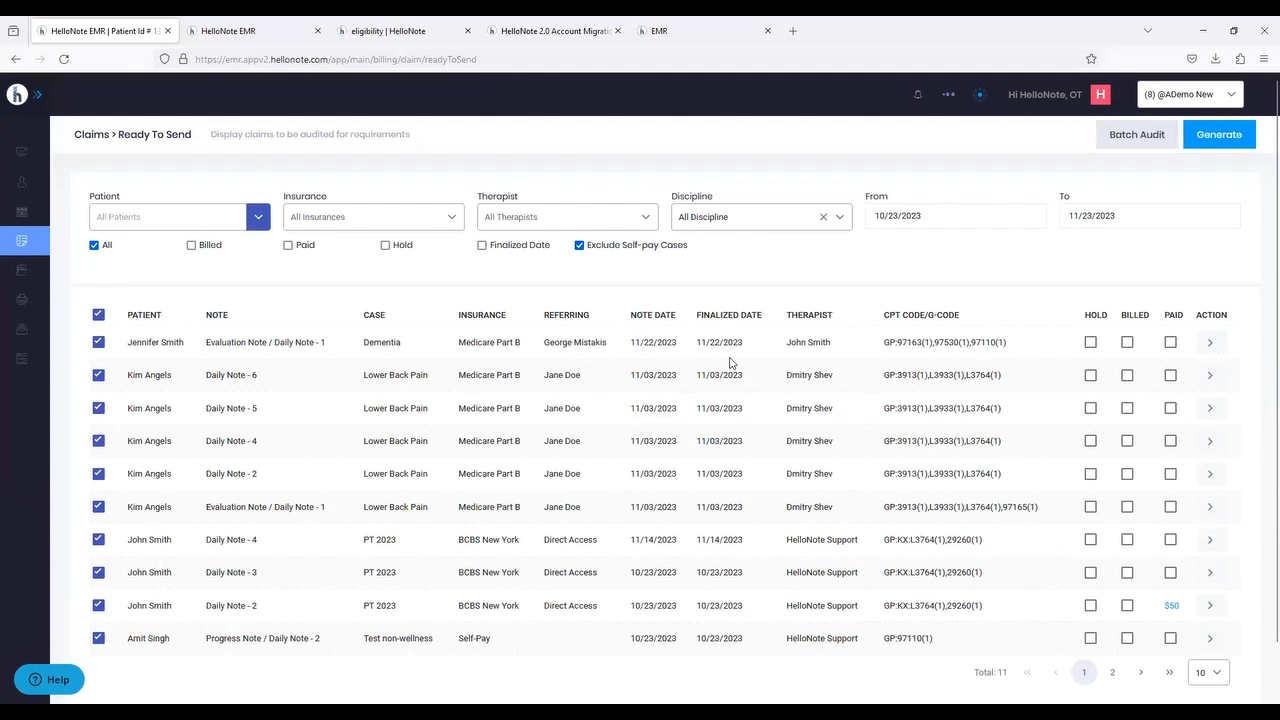 HelloNote EMR | Patient Id # 13
HelloNote EMR
eligibility | HelloNote
HelloNote 2.0 Account Migratic
EMR
https://emr.appv2.hellonote.com/app/main/billing/claim/readyToSend
Hi HelloNote, OT
H
(8) @ADemo New
Claims > Ready To Send
Display claims to be audited for requirements
Batch Audit
Generate
Patient Insurance Therapist Discipline From To
All Patients All Insurances All Therapists All Discipline 10/23/2023 11/23/2023
All Billed Paid Hold Finalized Date Exclude Self-pay Cases
PATIENT NOTE CASE INSURANCE REFERRING NOTE DATE FINALIZED DATE THERAPIST CPT CODE/G-CODE HOLD BILLED PAID ACTION
Jennifer Smith Evaluation Note / Daily Note - 1 Dementia Medicare Part B George Mistakis 11/22/2023 11/22/2023 John Smith GP:97163(1),97530(1),97110(1)
Kim Angels Daily Note - 6 Lower Back Pain Medicare Part B Jane Doe 11/03/2023 11/03/2023 Dmitry Shev GP:3913(1),L3933(1),L3764(1)
Kim Angels Daily Note - 5 Lower Back Pain Medicare Part B Jane Doe 11/03/2023 11/03/2023 Dmitry Shev GP:3913(1),L3933(1),L3764(1)
Kim Angels Daily Note - 4 Lower Back Pain Medicare Part B Jane Doe 11/03/2023 11/03/2023 Dmitry Shev GP:3913(1),L3933(1),L3764(1)
Kim Angels Daily Note - 2 Lower Back Pain Medicare Part B Jane Doe 11/03/2023 11/03/2023 Dmitry Shev GP:3913(1),L3933(1),L3764(1)
Kim Angels Evaluation Note / Daily Note - 1 Lower Back Pain Medicare Part B Jane Doe 11/03/2023 11/03/2023 Dmitry Shev GP:3913(1),L3933(1),L3764(1),97165(1)
John Smith Daily Note - 4 PT 2023 BCBS New York Direct Access 11/14/2023 11/14/2023 HelloNote Support GP:KX:L3764(1),29260(1)
John Smith Daily Note - 3 PT 2023 BCBS New York Direct Access 10/23/2023 10/23/2023 HelloNote Support GP:KX:L3764(1),29260(1)
John Smith Daily Note - 2 PT 2023 BCBS New York Direct Access 10/23/2023 10/23/2023 HelloNote Support GP:KX:L3764(1),29260(1) $50
Amit Singh Progress Note / Daily Note - 2 Test non-wellness Self-Pay 10/23/2023 10/23/2023 HelloNote Support GP:97110(1)
Total: 11 1 2 10
Help